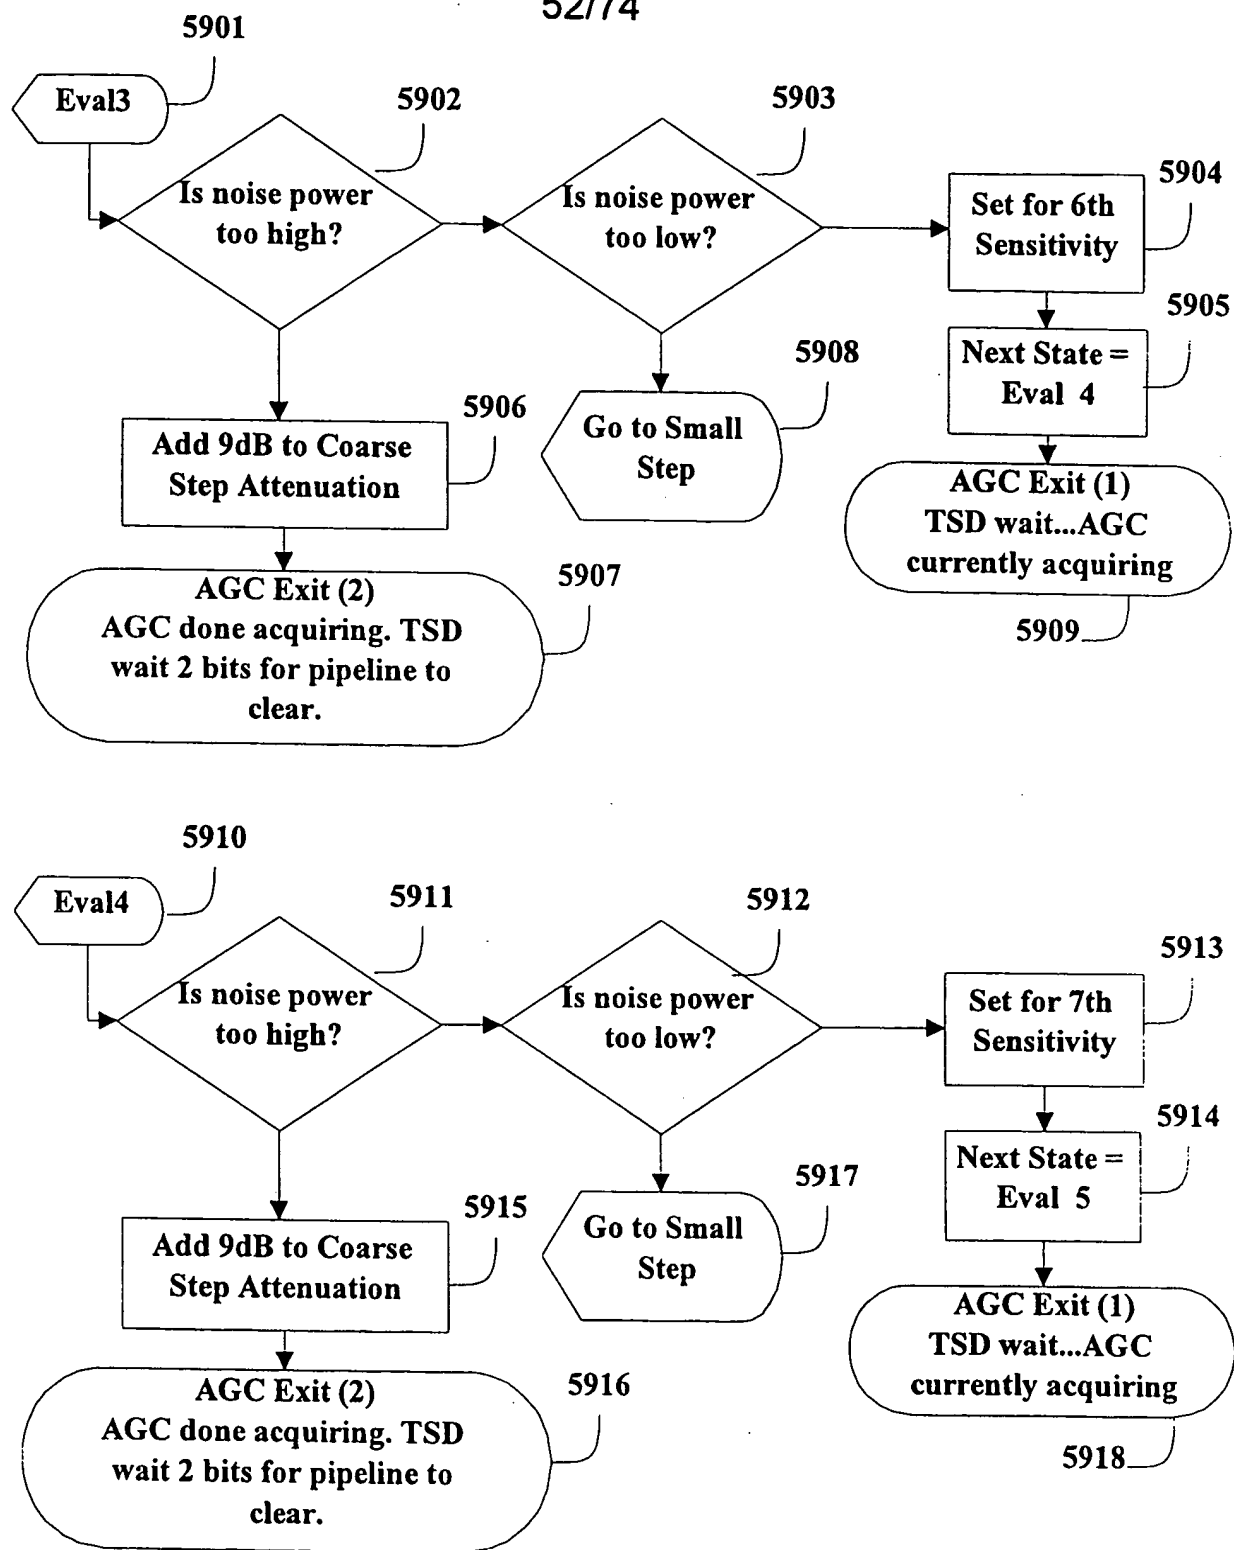 52/74
5901
Eval3
5902
Is noise power
too high?
5903
Is noise power
too low?
5904
Set for 6th
Sensitivity
5905
Next State =
Eval 4
5906
Add 9dB to Coarse
Step Attenuation
5908
Go to Small
Step
AGC Exit (1)
TSD wait...AGC
currently acquiring
5909
5907
AGC Exit (2)
AGC done acquiring. TSD
wait 2 bits for pipeline to
clear.
5910
Eval4
5911
Is noise power
too high?
5912
Is noise power
too low?
5913
Set for 7th
Sensitivity
5914
Next State =
Eval 5
5915
Add 9dB to Coarse
Step Attenuation
5917
Go to Small
Step
AGC Exit (1)
TSD wait...AGC
currently acquiring
5918
5916
AGC Exit (2)
AGC done acquiring. TSD
wait 2 bits for pipeline to
clear.